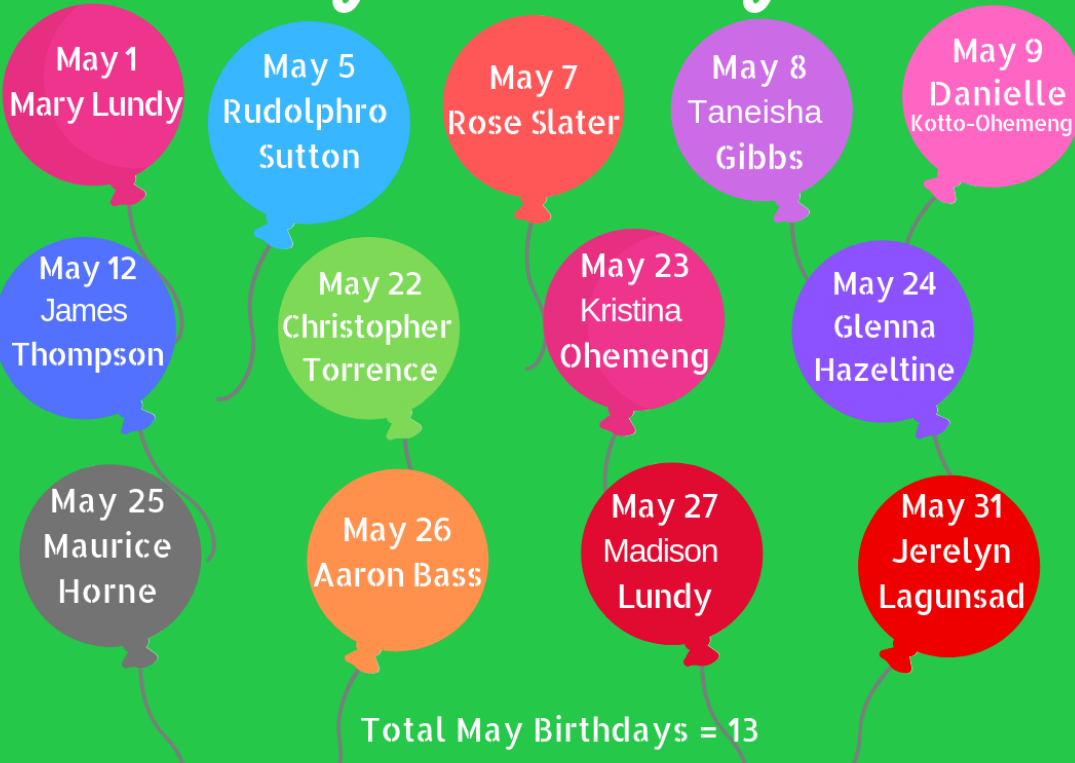 May 1
Mary Lundy
May 5
Rudolphro
Sutton
May 7
Rose Slater
May 8
Taneisha
Gibbs
May 9
Danielle
Kotto-Ohemeng
May 12
James
Thompson
May 22
Christopher
Torrence
May 23
Kristina
Ohemeng
May 24
Glenna
Hazeltine
May 25
Maurice
Horne
May 26
Aaron Bass
May 27
Madison
Lundy
May 31
Jerelyn
Lagunsad
Total May Birthdays = 13